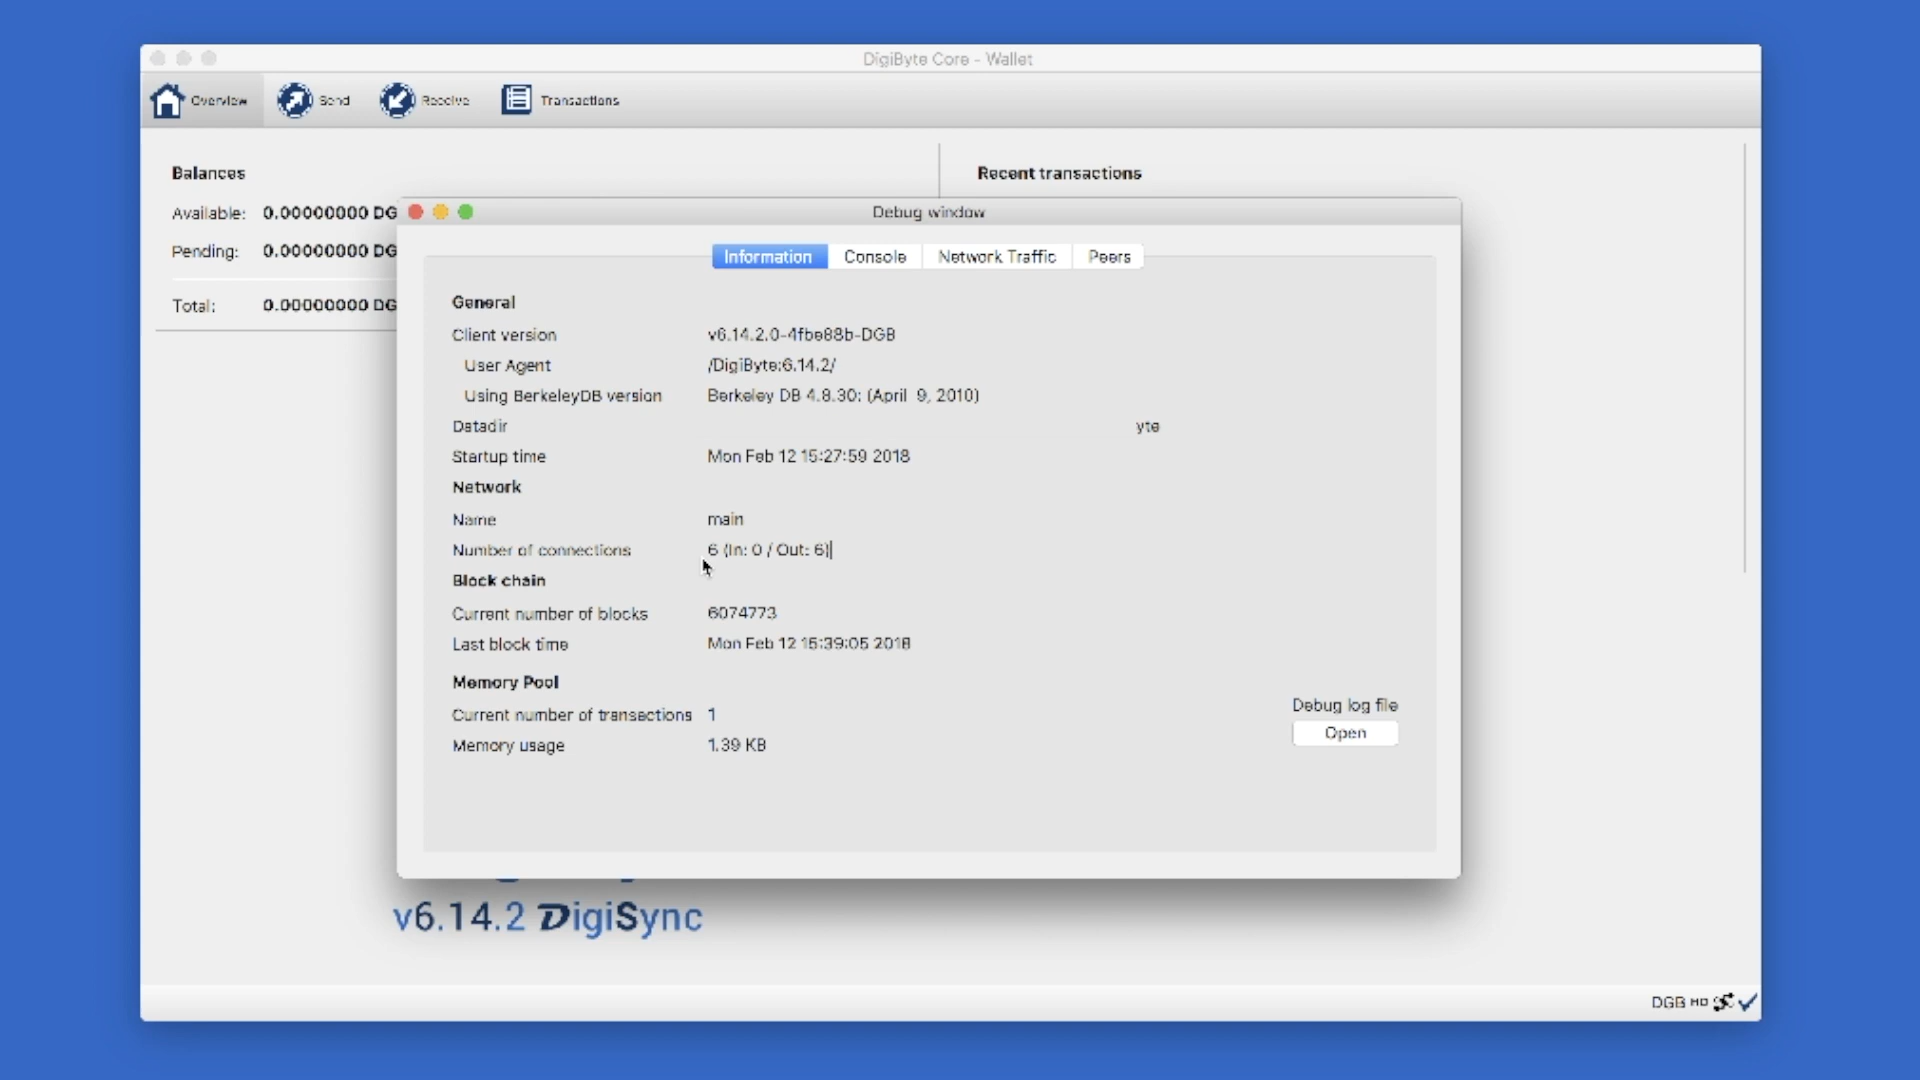 DigiByte Core - Wallet
Overview
Send
Receive
Transactions
Balances
Recent transactions
Available: 0.00000000 DG
Pending: 0.00000000 DG
Total: 0.00000000 DG
Debug window
Information
Console
Network Traffic
Peers
General
Client version v6.14.2.0-4fbe88b-DGB
User Agent /DigiByte:6.14.2/
Using BerkeleyDB version Berkeley DB 4.8.30: (April 9, 2010)
Datadir yte
Startup time Mon Feb 12 15:27:59 2018
Network
Name main
Number of connections 6 (In: 0 / Out: 6)
Block chain
Current number of blocks 6074773
Last block time Mon Feb 12 15:39:05 2018
Memory Pool
Current number of transactions 1
Memory usage 1.39 KB
Debug log file
Open
v6.14.2 DigiSync
DGB HD